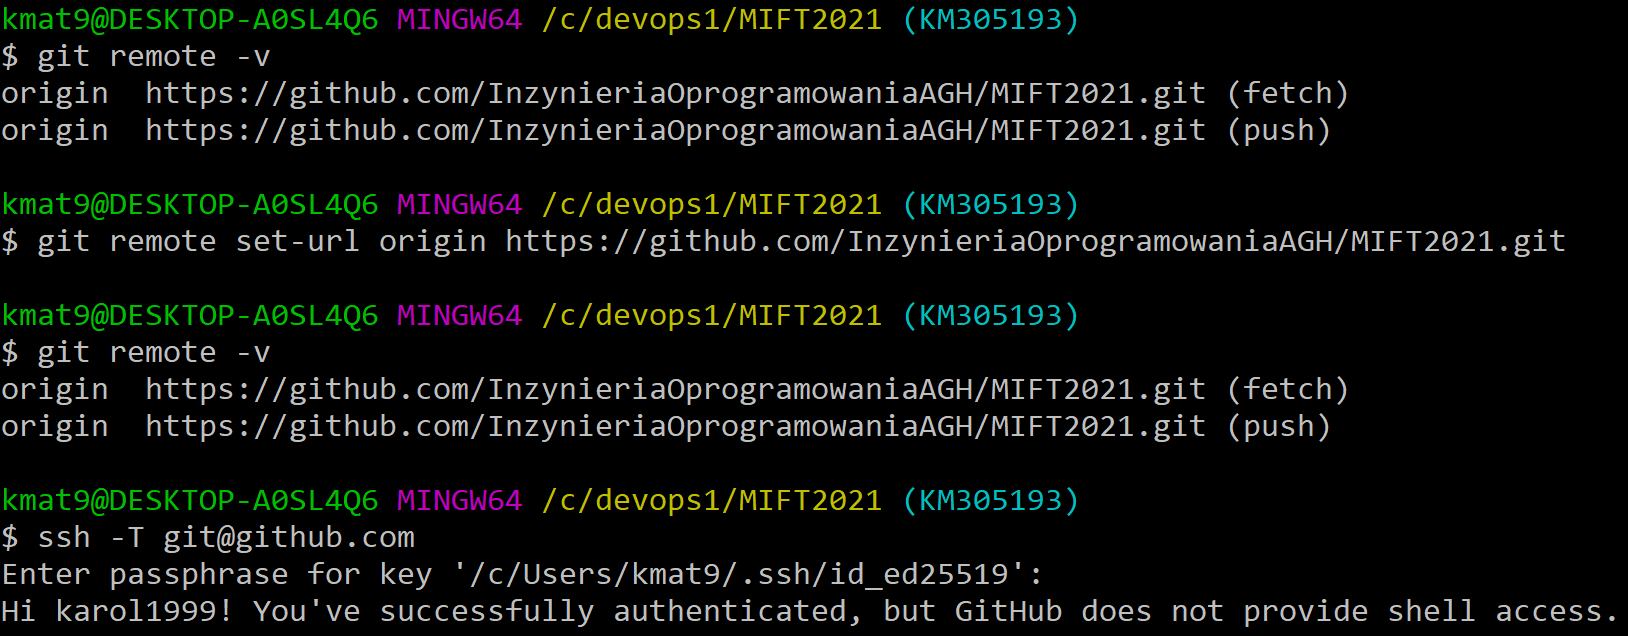 kmat9@DESKTOP-A0SL4Q6 MINGW64 /c/devops1/MIFT2021 (KM305193)
$ git remote -v
origin  https://github.com/InzynieriaOprogramowaniaAGH/MIFT2021.git (fetch)
origin  https://github.com/InzynieriaOprogramowaniaAGH/MIFT2021.git (push)
kmat9@DESKTOP-A0SL4Q6 MINGW64 /c/devops1/MIFT2021 (KM305193)
$ git remote set-url origin https://github.com/InzynieriaOprogramowaniaAGH/MIFT2021.git
kmat9@DESKTOP-A0SL4Q6 MINGW64 /c/devops1/MIFT2021 (KM305193)
$ git remote -v
origin  https://github.com/InzynieriaOprogramowaniaAGH/MIFT2021.git (fetch)
origin  https://github.com/InzynieriaOprogramowaniaAGH/MIFT2021.git (push)
kmat9@DESKTOP-A0SL4Q6 MINGW64 /c/devops1/MIFT2021 (KM305193)
$ ssh -T git@github.com
Enter passphrase for key '/c/Users/kmat9/.ssh/id_ed25519':
Hi karol1999! You've successfully authenticated, but GitHub does not provide shell access.